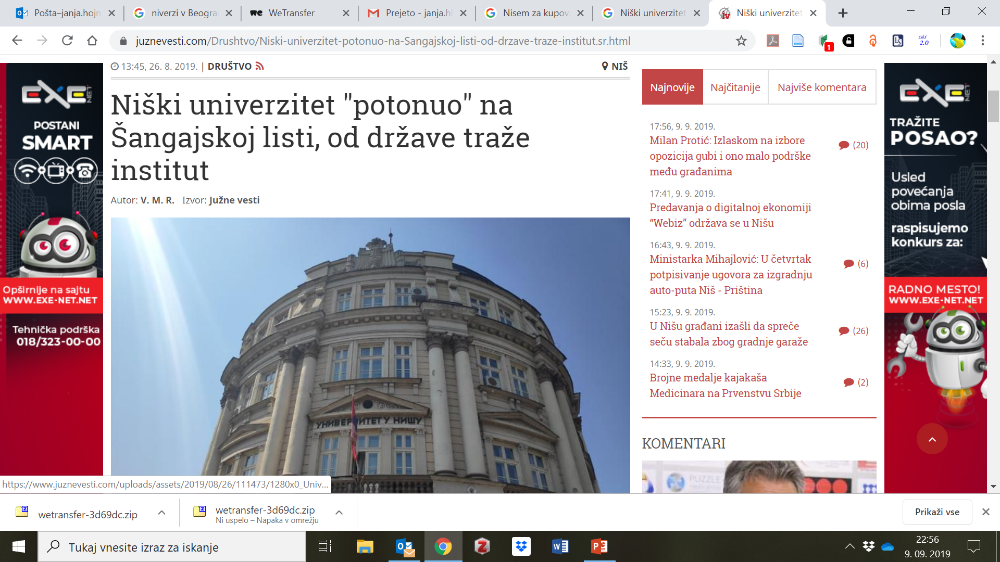 Pošta–janja.hojn
niverzi v Beogra
WeTransfer
Prejeto - janja.h
Nisem za kupova
Niški univerzitet
Niški univerzitet
juznevesti.com/Drushtvo/Niski-univerzitet-potonuo-na-Sangajskoj-listi-od-drzave-traze-institut.sr.html
1
LibX
2.0
13:45, 26. 8. 2019. | DRUŠTVO
NIŠ
Niški univerzitet "potonuo" na
Šangajskoj listi, od države traže
institut
Autor: V. M. R. Izvor: Južne vesti
УНИВЕРЗИТЕТ У НИШУ
EXE NET
POSTANI
SMART
Opširnije na sajtu
WWW.EXE-NET.NET
Tehnička podrška
018/323-00-00
Najnovije
Najčitanije
Najviše komentara
17:56, 9. 9. 2019.
Milan Protić: Izlaskom na izbore
opozicija gubi i ono malo podrške
među građanima
(20)
17:41, 9. 9. 2019.
Predavanja o digitalnoj ekonomiji
“Webiz” održava se u Nišu
16:43, 9. 9. 2019.
Ministarka Mihajlović: U četvrtak
potpisivanje ugovora za izgradnju
auto-puta Niš - Priština
(6)
15:23, 9. 9. 2019.
U Nišu građani izašli da spreče
seču stabala zbog gradnje garaže
(26)
14:33, 9. 9. 2019.
Brojne medalje kajakaša
Medicinara na Prvenstvu Srbije
(2)
KOMENTARI
PUZZLE
EXE NET
TRAŽITE
POSAO?
Usled
povećanja
obima posla
raspisujemo
konkurs za:
RADNO MESTO!
WWW.EXE-NET.NET
https://www.juznevesti.com/uploads/assets/2019/08/26/111473/1280x0_Univ...
wetransfer-3d69dc.zip
wetransfer-3d69dc.zip
Ni uspelo – Napaka v omrežju
Prikaži vse
Tukaj vnesite izraz za iskanje
22:56
9. 09. 2019